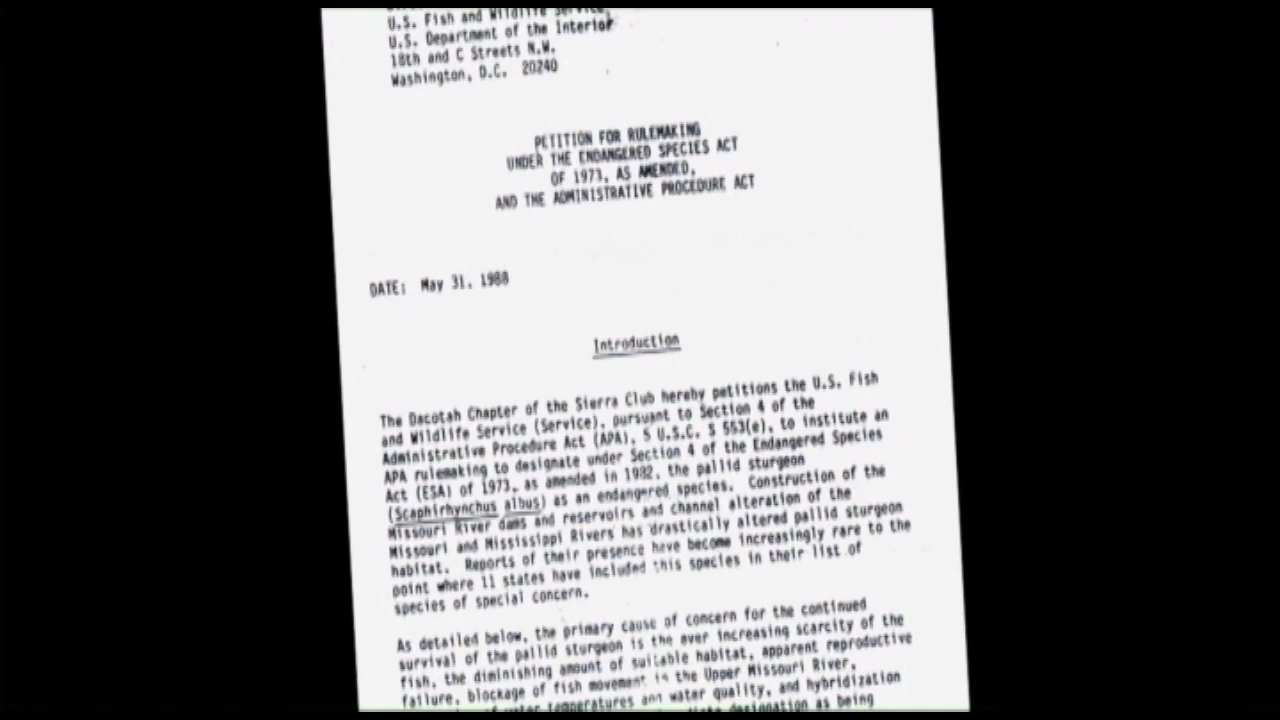 U.S. Fish and Wildlife Service,
U.S. Department of the Interior
18th and C Streets N.W.
Washington, D.C. 20240
PETITION FOR RULEMAKING
UNDER THE ENDANGERED SPECIES ACT
OF 1973, AS AMENDED,
AND THE ADMINISTRATIVE PROCEDURE ACT
DATE: May 31, 1988
Introduction
The Dacotah Chapter of the Sierra Club hereby petitions the U.S. Fish
and Wildlife Service (Service), pursuant to Section 4 of the
Administrative Procedure Act (APA), 5 U.S.C. S 553(e), to institute an
APA rulemaking to designate under Section 4 of the Endangered Species
Act (ESA) of 1973, as amended in 1982, the pallid sturgeon
(Scaphirhynchus albus) as an endangered species. Construction of the
Missouri River dams and reservoirs and channel alteration of the
Missouri and Mississippi Rivers has drastically altered pallid sturgeon
habitat. Reports of their presence have become increasingly rare to the
point where 11 states have included this species in their list of
species of special concern.
As detailed below, the primary cause of concern for the continued
survival of the pallid sturgeon is the ever increasing scarcity of the
fish, the diminishing amount of suitable habitat, apparent reproductive
failure, blockage of fish movement in the Upper Missouri River,
of water temperatures and water quality, and hybridization
designation as being